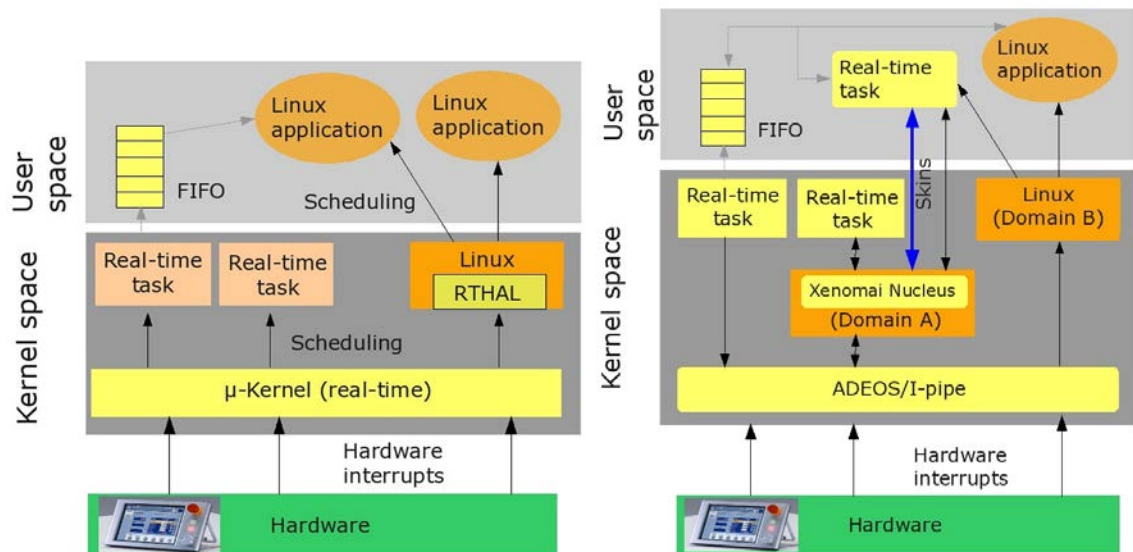 User
space
Linux
application
Linux
application
FIFO
Scheduling
Kernel space
Real-time
task
Real-time
task
Linux
RTHAL
Scheduling
µ-Kernel (real-time)
Hardware
interrupts
Hardware
User
space
Real-time
task
Linux
application
FIFO
Kernel space
Real-time
task
Real-time
task
Skins
Linux
(Domain B)
Xenomai Nucleus
(Domain A)
ADEOS/I-pipe
Hardware
interrupts
Hardware